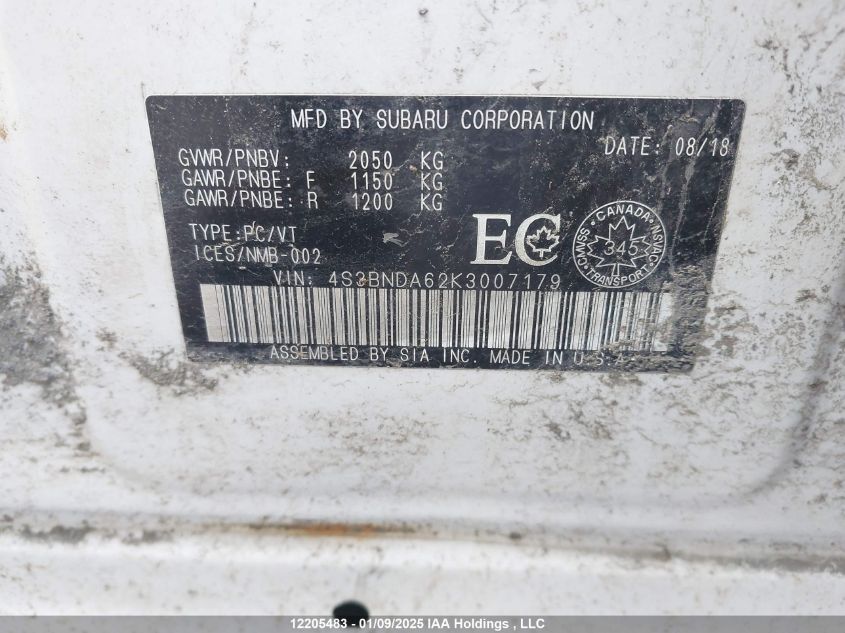 MFD BY SUBARU CORPORATION
DATE: 08/18
GVWR/PNBV: 2050 KG
GAWR/PNBE: F 1150 KG
GAWR/PNBE: R 1200 KG
TYPE:PC/VT
ICES/NMB-002
EC
CANADA
CMVSS 345 NSVAC
TRANSPORT
VIN: 4S3BNDA62K3007179
ASSEMBLED BY SIA INC. MADE IN U.S.A.
12205483 - 01/09/2025 IAA Holdings , LLC